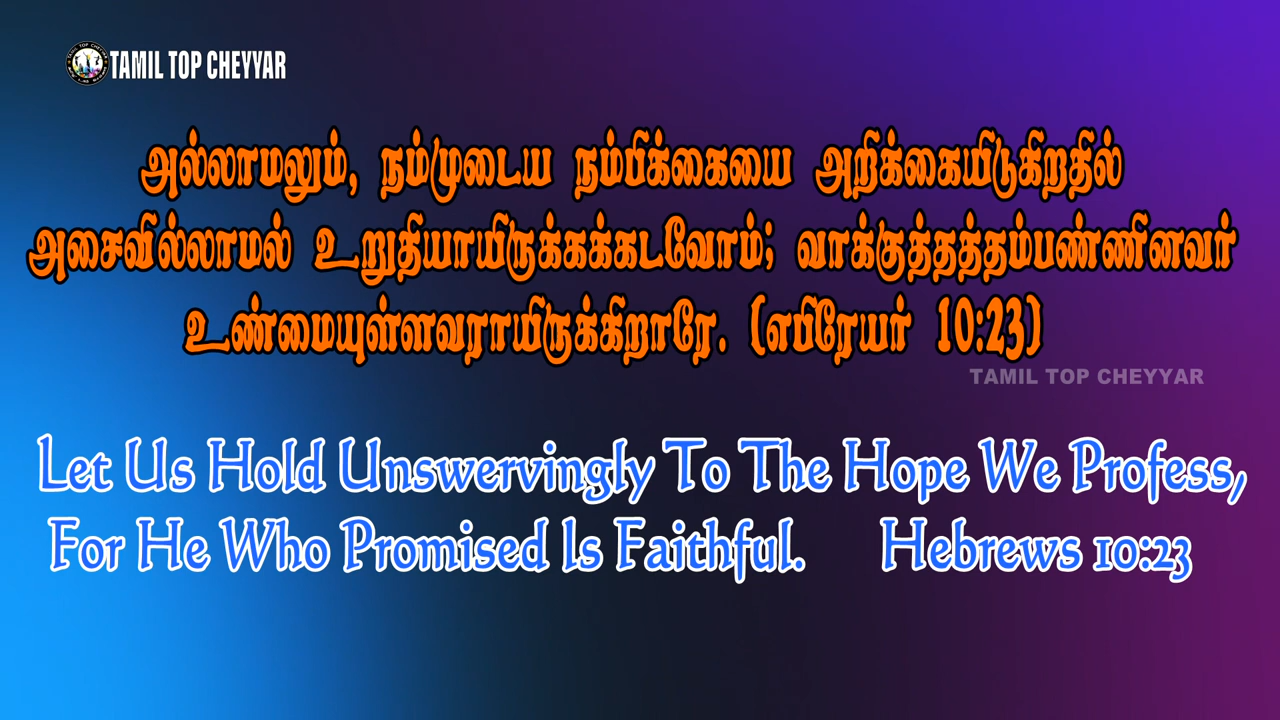 TAMIL TOP CHEYYAR
அல்லாமலும், நம்முடைய நம்பிக்கையை அறிக்கையிடுகிறதில்
அசைவில்லாமல் உறுதியாயிருக்கக்கடவோம்; வாக்குத்தத்தம்பண்ணினவர்
உண்மையுள்ளவராயிருக்கிறாரே. (எபிரேயர் 10:23)
TAMIL TOP CHEYYAR
Let Us Hold Unswervingly To The Hope We Profess,
For He Who Promised Is Faithful. Hebrews 10:23